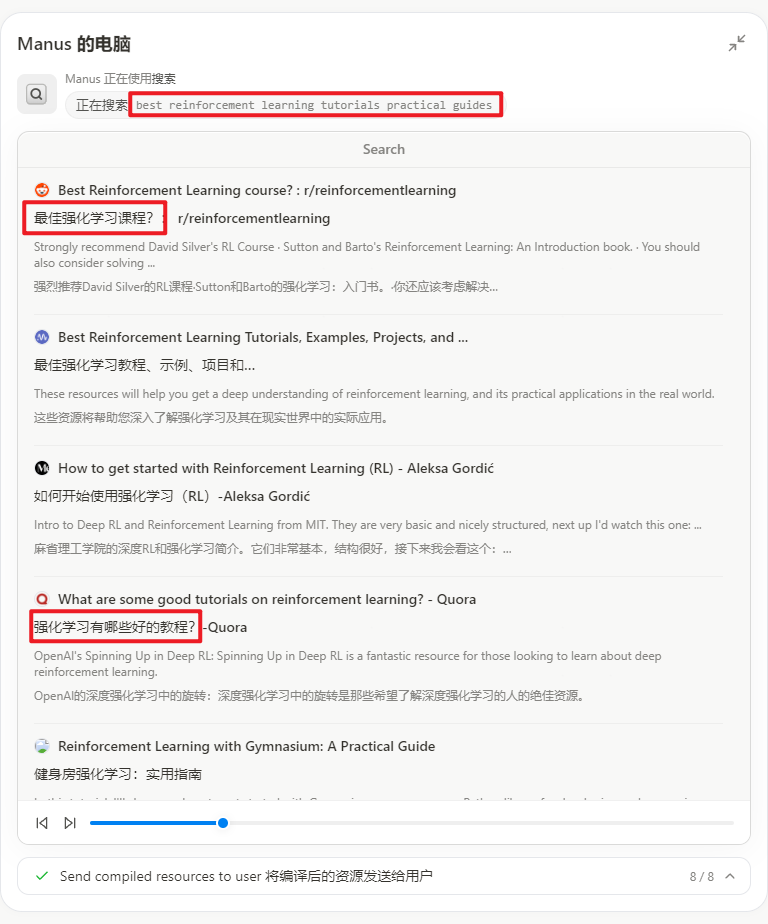 Manus 的电脑
Manus 正在使用搜索
正在搜索 best reinforcement learning tutorials practical guides
Search
Best Reinforcement Learning course? : r/reinforcementlearning
最佳强化学习课程？： r/reinforcementlearning
Strongly recommend David Silver's RL Course · Sutton and Barto's Reinforcement Learning: An Introduction book. · You should
also consider solving ...
强烈推荐David Silver的RL课程·Sutton和Barto的强化学习：入门书。·你还应该考虑解决...
Best Reinforcement Learning Tutorials, Examples, Projects, and ...
最佳强化学习教程、示例、项目和...
These resources will help you get a deep understanding of reinforcement learning, and its practical applications in the real world.
这些资源将帮助您深入了解强化学习及其在现实世界中的实际应用。
How to get started with Reinforcement Learning (RL) - Aleksa Gordić
如何开始使用强化学习（RL）-Aleksa Gordić
Intro to Deep RL and Reinforcement Learning from MIT. They are very basic and nicely structured, next up I'd watch this one: ...
麻省理工学院的深度RL和强化学习简介。它们非常基本，结构很好，接下来我会看这个：...
What are some good tutorials on reinforcement learning? - Quora
强化学习有哪些好的教程？-Quora
OpenAI's Spinning Up in Deep RL: Spinning Up in Deep RL is a fantastic resource for those looking to learn about deep
reinforcement learning.
OpenAI的深度强化学习中的旋转：深度强化学习中的旋转是那些希望了解深度强化学习的人的绝佳资源。
Reinforcement Learning with Gymnasium: A Practical Guide
健身房强化学习：实用指南
Send compiled resources to user 将编译后的资源发送给用户
8 / 8